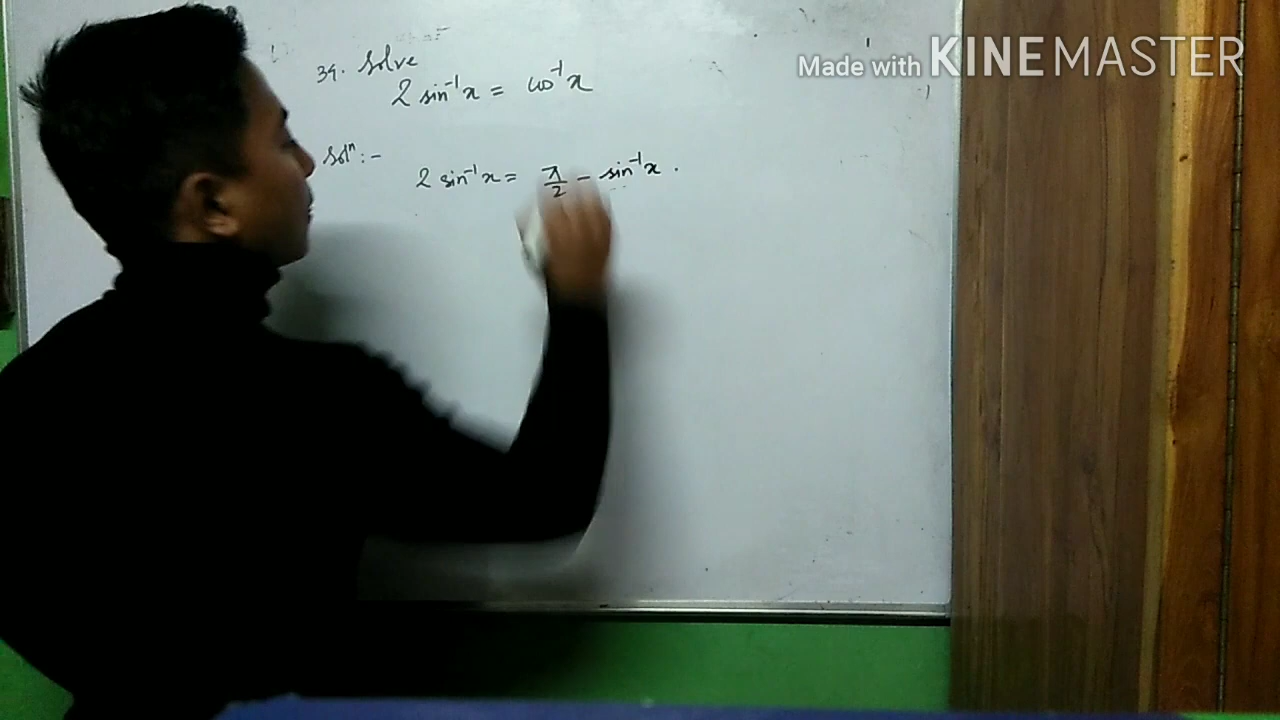 34. Solve
2 sin⁻¹x = cos⁻¹x
Solⁿ:-
2 sin⁻¹x = π/2 - sin⁻¹x.
Made with KINEMASTER